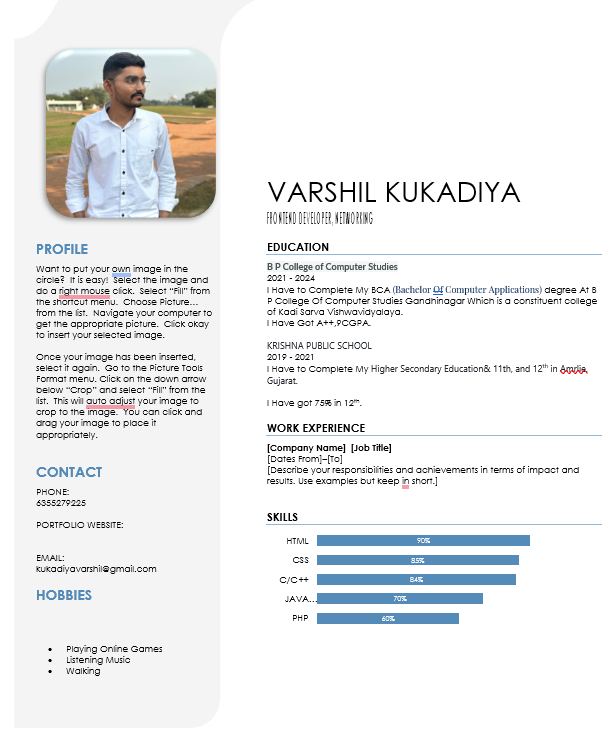 VARSHIL KUKADIYA
FRONTEND DEVELOPER, NETWORKING
PROFILE
Want to put your own image in the
circle?  It is easy!  Select the image and
do a right mouse click.  Select “Fill” from
the shortcut menu.  Choose Picture…
from the list.  Navigate your computer to
get the appropriate picture.  Click okay
to insert your selected image.
Once your image has been inserted,
select it again.  Go to the Picture Tools
Format menu. Click on the down arrow
below “Crop” and select “Fill” from the
list.  This will auto adjust your image to
crop to the image.  You can click and
drag your image to place it
appropriately.
CONTACT
PHONE:
6355279225
PORTFOLIO WEBSITE:
EMAIL:
kukadiyavarshil@gmail.com
HOBBIES
• Playing Online Games
• Listening Music
• Walking
EDUCATION
B P College of Computer Studies
2021 - 2024
I Have to Complete My BCA (Bachelor Of Computer Applications) degree At B
P College Of Computer Studies Gandhinagar Which is a constituent college
of Kadi Sarva Vishwavidyalaya.
I Have Got A++,9CGPA.
KRISHNA PUBLIC SCHOOL
2019 - 2021
I Have to Complete My Higher Secondary Education& 11th, and 12th in Amrlie,
Gujarat.
I Have got 75% in 12th.
WORK EXPERIENCE
[Company Name]  [Job Title]
[Dates From]–[To]
[Describe your responsibilities and achievements in terms of impact and
results. Use examples but keep in short.]
SKILLS
HTML 90%
CSS 85%
C/C++ 84%
JAVA... 70%
PHP 60%